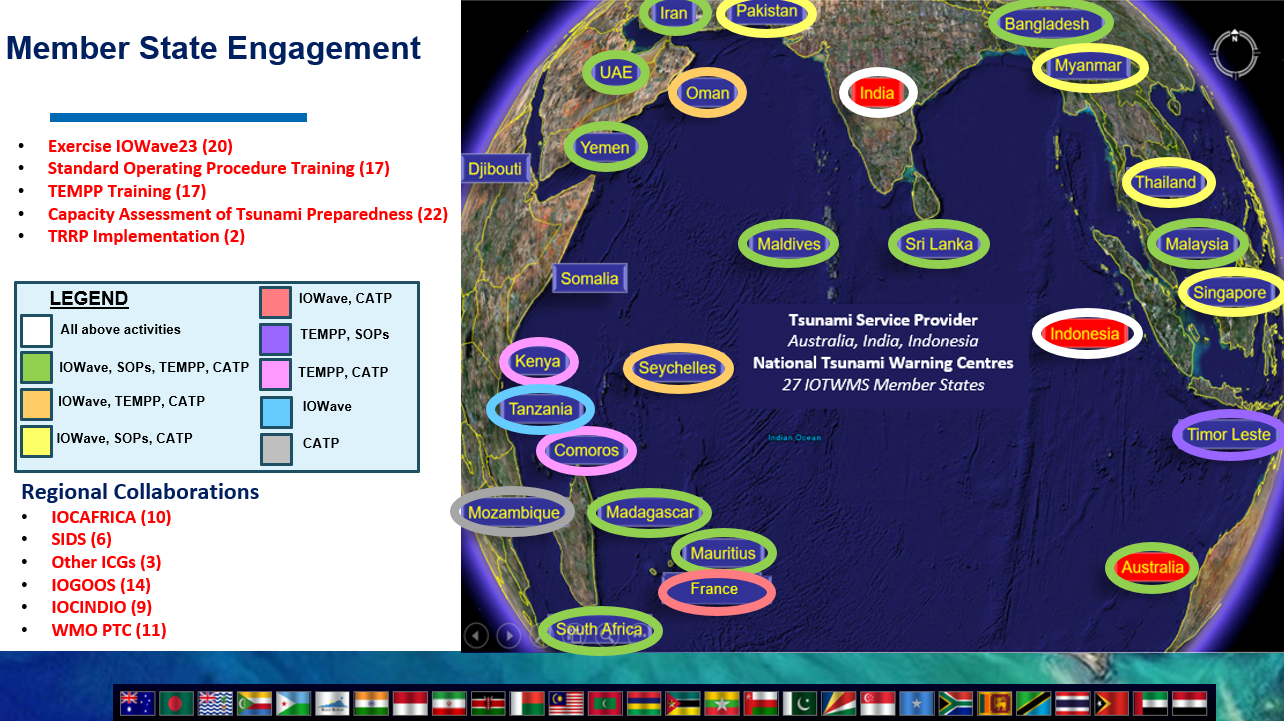 Member State Engagement
• Exercise IOWave23 (20)
• Standard Operating Procedure Training (17)
• TEMPP Training (17)
• Capacity Assessment of Tsunami Preparedness (22)
• TRRP Implementation (2)
LEGEND
All above activities
IOWave, SOPs, TEMPP, CATP
IOWave, TEMPP, CATP
IOWave, SOPs, CATP
IOWave, CATP
TEMPP, SOPs
TEMPP, CATP
IOWave
CATP
Regional Collaborations
• IOCAFRICA (10)
• SIDS (6)
• Other ICGs (3)
• IOGOOS (14)
• IOCINDIO (9)
• WMO PTC (11)
Iran
Pakistan
Bangladesh
N
UAE
Oman
India
Myanmar
Yemen
Djibouti
Thailand
Maldives
Sri Lanka
Malaysia
Somalia
Singapore
Tsunami Service Provider
Australia, India, Indonesia
National Tsunami Warning Centres
27 IOTWMS Member States
Indonesia
Kenya
Seychelles
Tanzania
Timor Leste
Indian Ocean
Comoros
Mozambique
Madagascar
Mauritius
Australia
France
South Africa